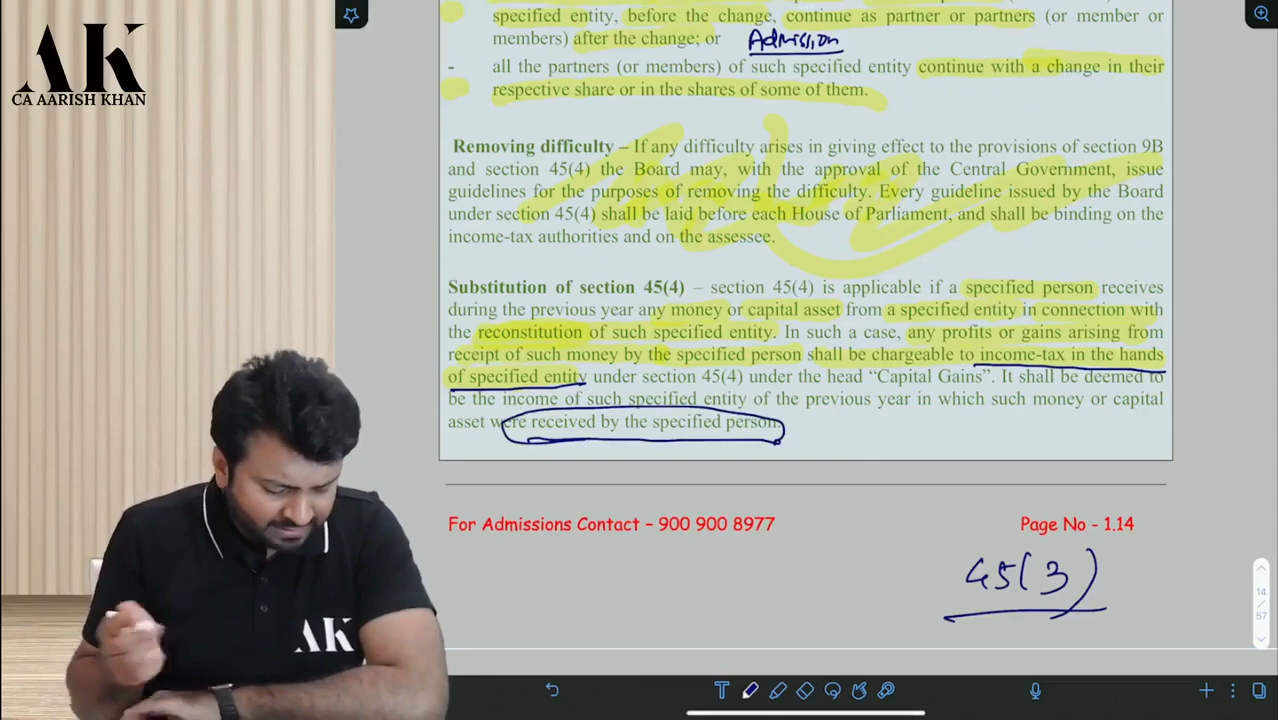 AK
CA AARISH KHAN
specified entity, before the change, continue as partner or partners (or member or
members) after the change; or Admission
- all the partners (or members) of such specified entity continue with a change in their
respective share or in the shares of some of them.
Removing difficulty – If any difficulty arises in giving effect to the provisions of section 9B
and section 45(4) the Board may, with the approval of the Central Government, issue
guidelines for the purposes of removing the difficulty. Every guideline issued by the Board
under section 45(4) shall be laid before each House of Parliament, and shall be binding on the
income-tax authorities and on the assessee.
Substitution of section 45(4) – section 45(4) is applicable if a specified person receives
during the previous year any money or capital asset from a specified entity in connection with
the reconstitution of such specified entity. In such a case, any profits or gains arising from
receipt of such money by the specified person shall be chargeable to income-tax in the hands
of specified entity under section 45(4) under the head “Capital Gains”. It shall be deemed to
be the income of such specified entity of the previous year in which such money or capital
asset were received by the specified person.
For Admissions Contact – 900 900 8977 Page No - 1.14
45(3)
14
/
57
AK
T